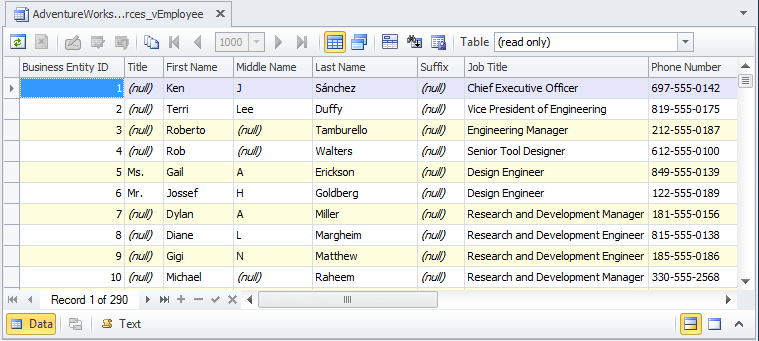 AdventureWorks...rces_vEmployee
1000 Table (read only)
Business Entity ID Title First Name Middle Name Last Name Suffix Job Title Phone Number
1 (null) Ken J Sánchez (null) Chief Executive Officer 697-555-0142
2 (null) Terri Lee Duffy (null) Vice President of Engineering 819-555-0175
3 (null) Roberto (null) Tamburello (null) Engineering Manager 212-555-0187
4 (null) Rob (null) Walters (null) Senior Tool Designer 612-555-0100
5 Ms. Gail A Erickson (null) Design Engineer 849-555-0139
6 Mr. Jossef H Goldberg (null) Design Engineer 122-555-0189
7 (null) Dylan A Miller (null) Research and Development Manager 181-555-0156
8 (null) Diane L Margheim (null) Research and Development Engineer 815-555-0138
9 (null) Gigi N Matthew (null) Research and Development Engineer 185-555-0186
10 (null) Michael (null) Raheem (null) Research and Development Manager 330-555-2568
Record 1 of 290
Data Text